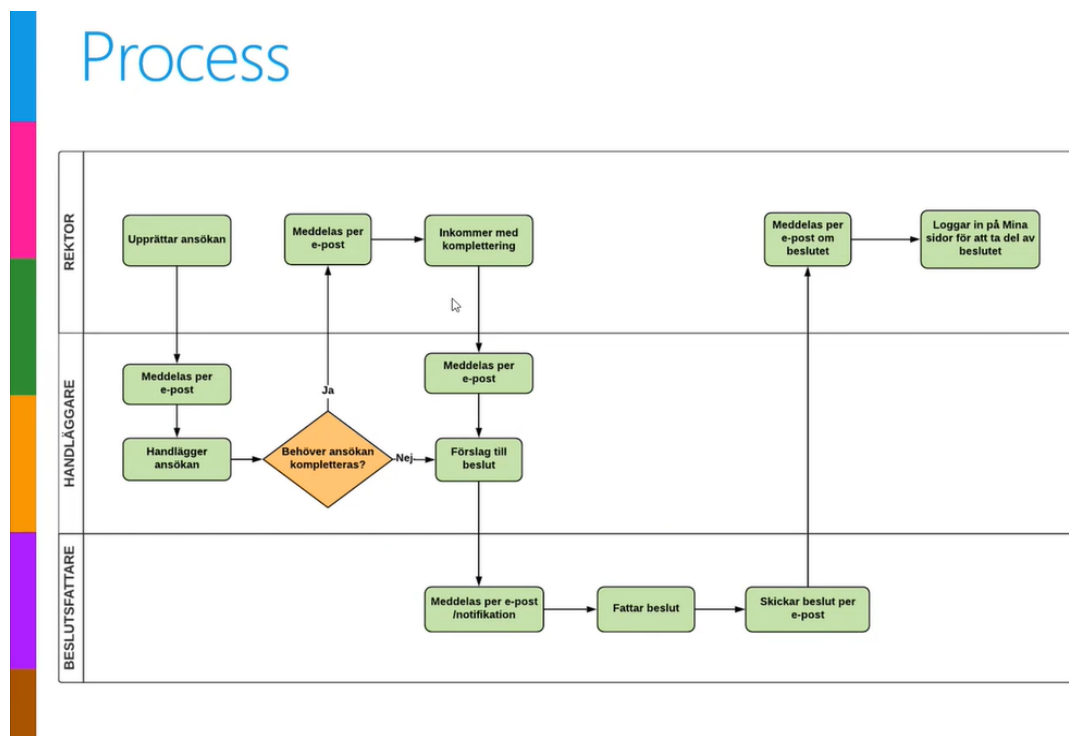 Process
REKTOR
Upprättar ansökan
Meddelas per
e-post
Inkommer med
komplettering
Meddelas per
e-post om
beslutet
Loggar in på Mina
sidor för att ta del av
beslutet
HANDLÄGGARE
Meddelas per
e-post
Handlägger
ansökan
Behöver ansökan
kompletteras?
Ja
Nej
Meddelas per
e-post
Förslag till
beslut
BESLUTSFATTARE
Meddelas per e-post
/notifikation
Fattar beslut
Skickar beslut per
e-post